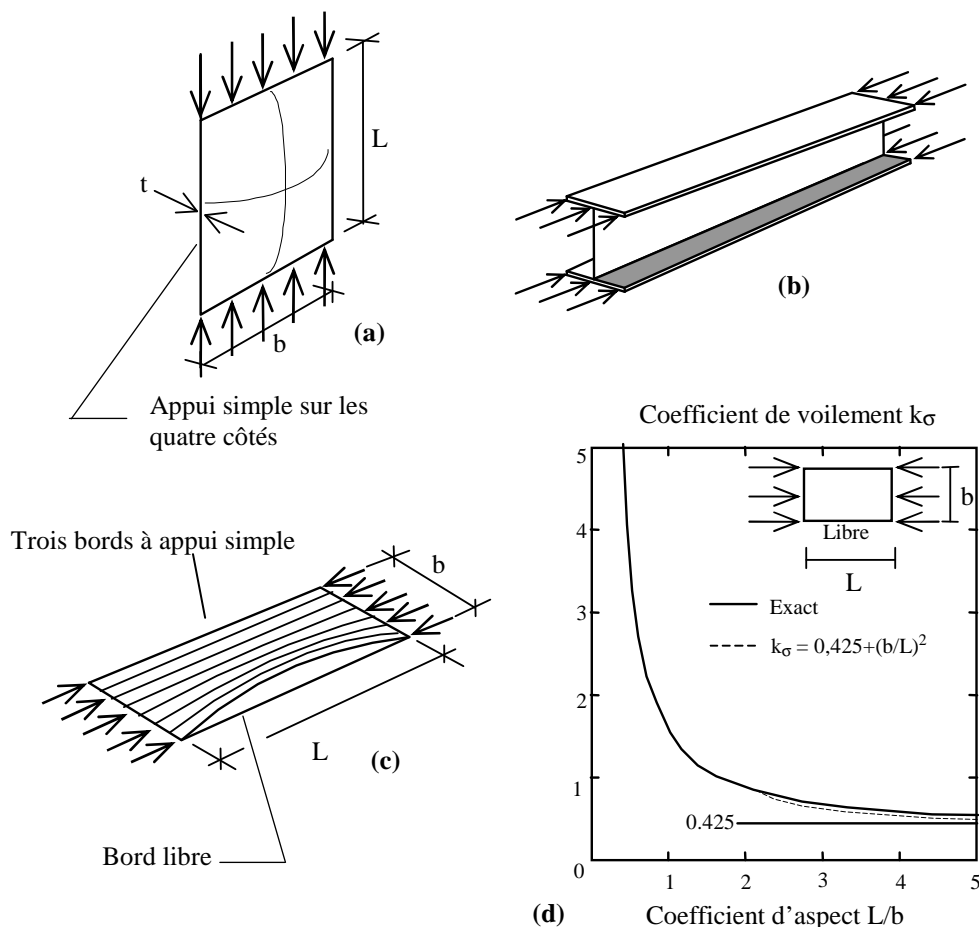 L
t
b
(a)
Appui simple sur les
quatre côtés
(b)
Trois bords à appui simple
b
L
(c)
Bord libre
Coefficient de voilement kσ
5
4
3
2
1
0
b
Libre
L
Exact
kσ = 0,425+(b/L)²
0.425
1
2
3
4
5
(d)
Coefficient d'aspect L/b